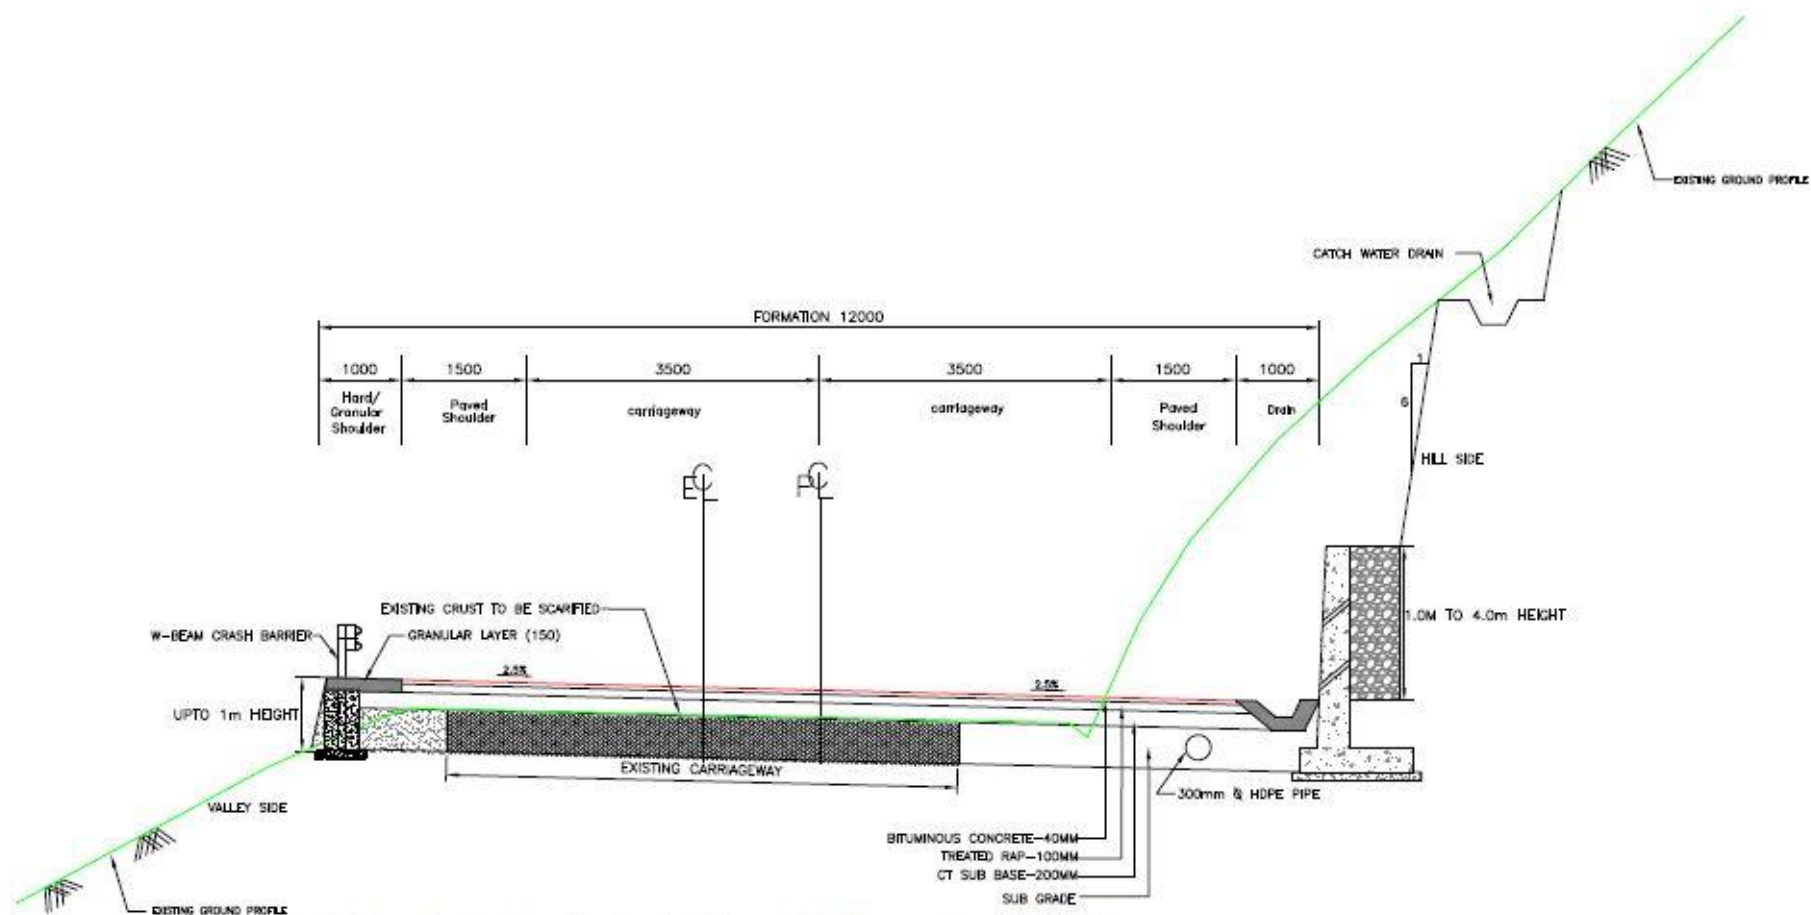 EXISTING GROUND PROFILE
CATCH WATER DRAIN
FORMATION 12000
1000
1500
3500
3500
1500
1000
Hard/
Granular
Shoulder
Paved
Shoulder
carriageway
carriageway
Paved
Shoulder
Drain
1
6
HILL SIDE
E
P
EXISTING CRUST TO BE SCARIFIED
W-BEAM CRASH BARRIER
GRANULAR LAYER (150)
1.0M TO 4.0m HEIGHT
2.5%
2.5%
UPTO 1m HEIGHT
EXISTING CARRIAGEWAY
300mm HDPE PIPE
VALLEY SIDE
BITUMINOUS CONCRETE-40MM
TREATED RAP-100MM
CT SUB BASE-200MM
SUB GRADE
EXISTING GROUND PROFILE